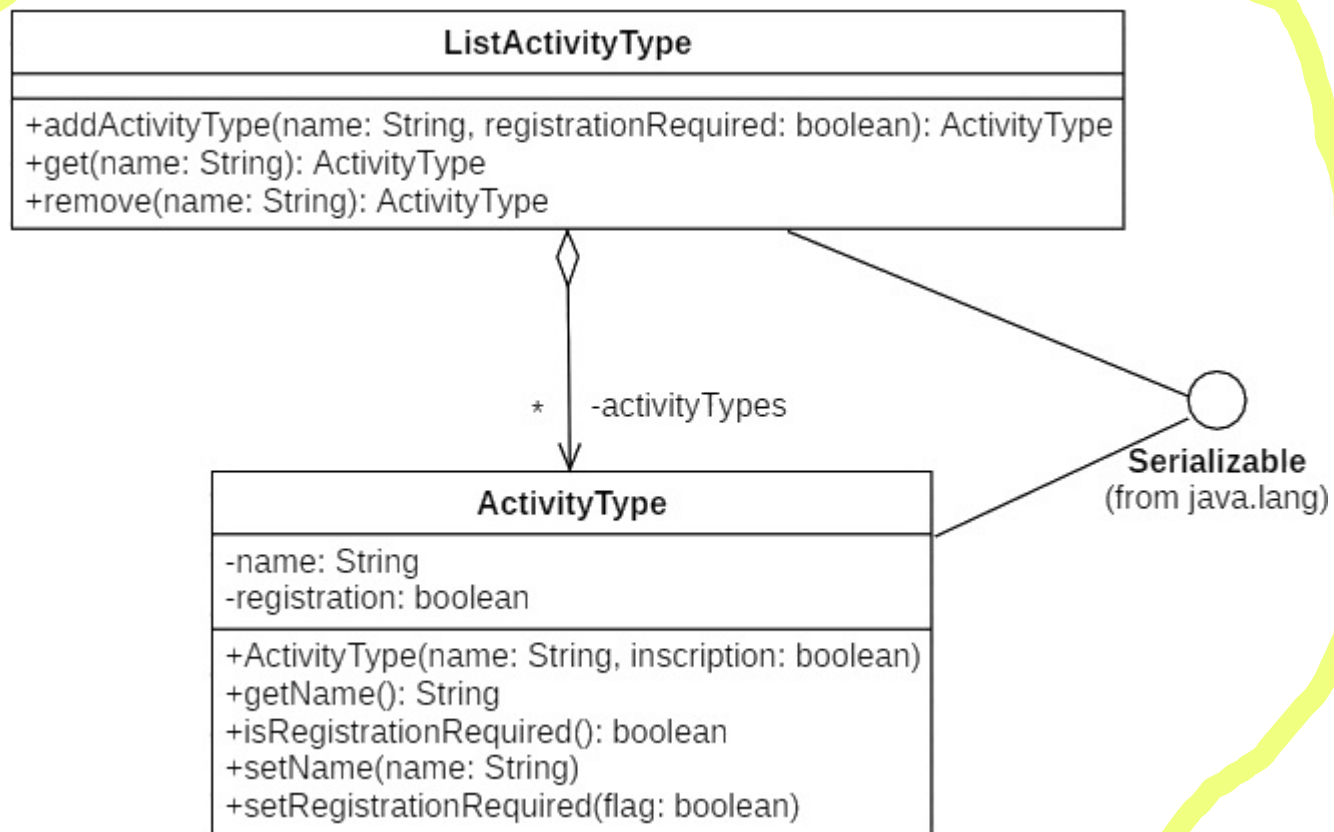 ListActivityType
+addActivityType(name: String, registrationRequired: boolean): ActivityType
+get(name: String): ActivityType
+remove(name: String): ActivityType
* -activityTypes
Serializable
(from java.lang)
ActivityType
-name: String
-registration: boolean
+ActivityType(name: String, inscription: boolean)
+getName(): String
+isRegistrationRequired(): boolean
+setName(name: String)
+setRegistrationRequired(flag: boolean)